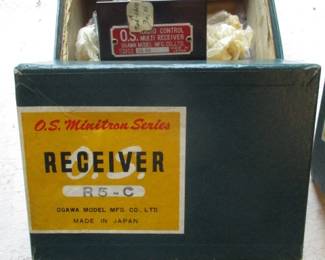 RADIO CONTROL
O.S. MULTI RECEIVER
OGAWA MODEL MFG.CO.,LTD.
O.S. Minitron Series
O.S.
RECEIVER
R5-C
OGAWA MODEL MFG. CO., LTD.
MADE IN JAPAN